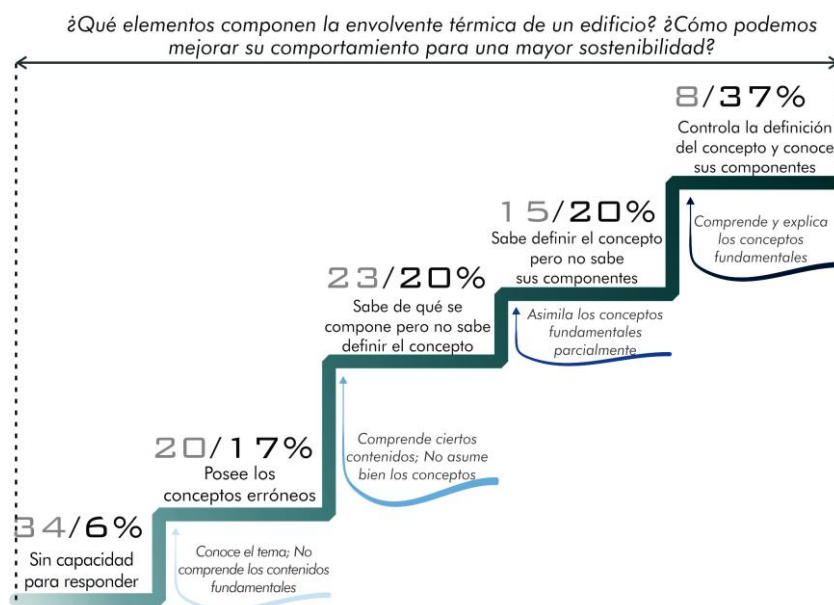 ¿Qué elementos componen la envolvente térmica de un edificio? ¿Cómo podemos
mejorar su comportamiento para una mayor sostenibilidad?
8/37%
Controla la definición
del concepto y conoce
sus componentes
Comprende y explica
los conceptos
fundamentales
15/20%
Sabe definir el concepto
pero no sabe
sus componentes
Asimila los conceptos
fundamentales
parcialmente
23/20%
Sabe de qué se
compone pero no sabe
definir el concepto
Comprende ciertos
contenidos; No asume
bien los conceptos
20/17%
Posee los
conceptos erróneos
Conoce el tema; No
comprende los contenidos
fundamentales
34/6%
Sin capacidad
para responder